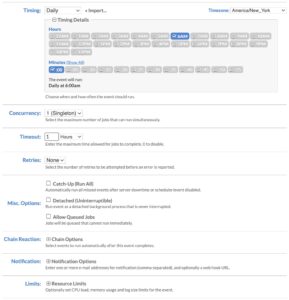 Timing: Daily + Import... Timezone: America/New_York
Timing Details
Hours
6AM
Minutes (Show All)
:00
The event will run:
Daily at 6:00am
Choose when and how often the event should run.
Concurrency: 1 (Singleton)
Select the maximum number of jobs that can run simultaneously.
Timeout: 1 Hours
Enter the maximum time allowed for jobs to complete, 0 to disable.
Retries: None
Select the number of retries to be attempted before an error is reported.
Misc. Options: Catch-Up (Run All)
Automatically run all missed events after server downtime or scheduler/event disabled.
Detached (Uninterruptible)
Run event as a detached background process that is never interrupted.
Allow Queued Jobs
Jobs will be queued that cannot run immediately.
Chain Reaction: Chain Options
Select events to run automatically after this event completes.
Notification: Notification Options
Enter one or more e-mail addresses for notification (comma-separated), and optionally a web hook URL.
Limits: Resource Limits
Optionally set CPU load, memory usage and log size limits for the event.